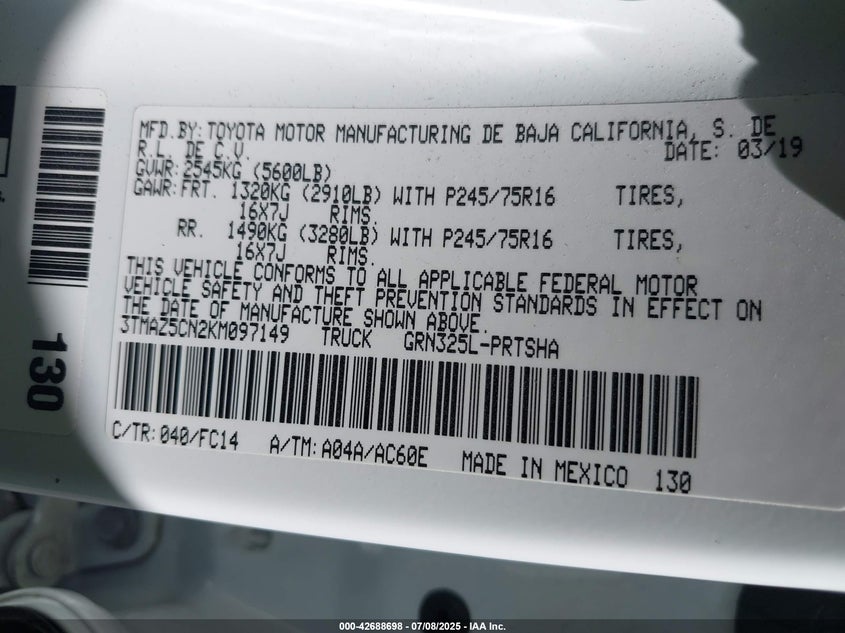 MFD.BY: TOYOTA MOTOR MANUFACTURING DE BAJA CALIFORNIA, S. DE
R.L. DE C.V. DATE: 03/19
GVWR: 2545KG (5600LB)
GAWR: FRT. 1320KG (2910LB) WITH P245/75R16 TIRES,
16X7J RIMS.
RR. 1490KG (3280LB) WITH P245/75R16 TIRES,
16X7J RIMS.
THIS VEHICLE CONFORMS TO ALL APPLICABLE FEDERAL MOTOR
VEHICLE SAFETY AND THEFT PREVENTION STANDARDS IN EFFECT ON
THE DATE OF MANUFACTURE SHOWN ABOVE.
3TMAZ5CN2KM097149 TRUCK GRN325L-PRTSHA
C/TR: 040/FC14 A/TM: A04A/AC60E MADE IN MEXICO 130
130
000-42688698 - 07/08/2025 - IAA Inc.